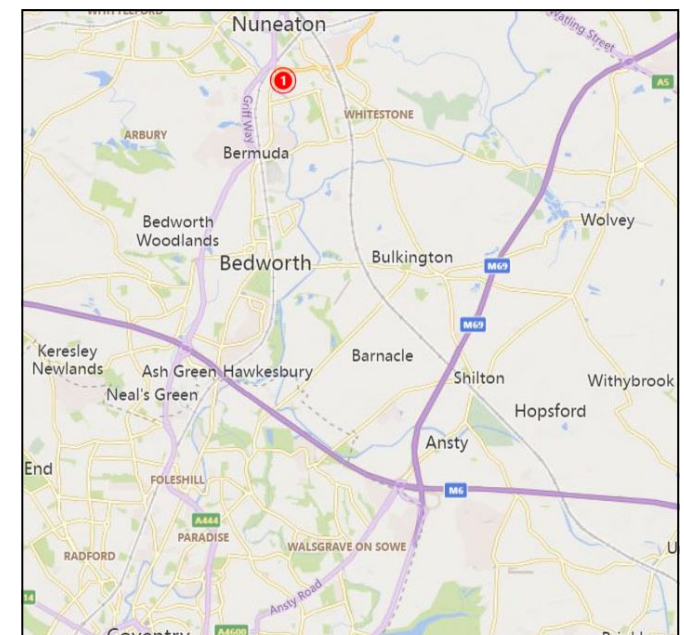 Nuneaton
Watling Street
A5
1
Griff Way
WHITESTONE
ARBURY
Bermuda
Bedworth
Woodlands
Wolvey
Bedworth
Bulkington
M69
M69
Keresley
Newlands
Ash Green
Hawkesbury
Barnacle
Neal's Green
Shilton
Withybrook
Hopsford
Ansty
End
FOLESHILL
M6
A444
PARADISE
RADFORD
WALSGRAVE ON SOWE
Ansty Road
14
Coventry
A4600